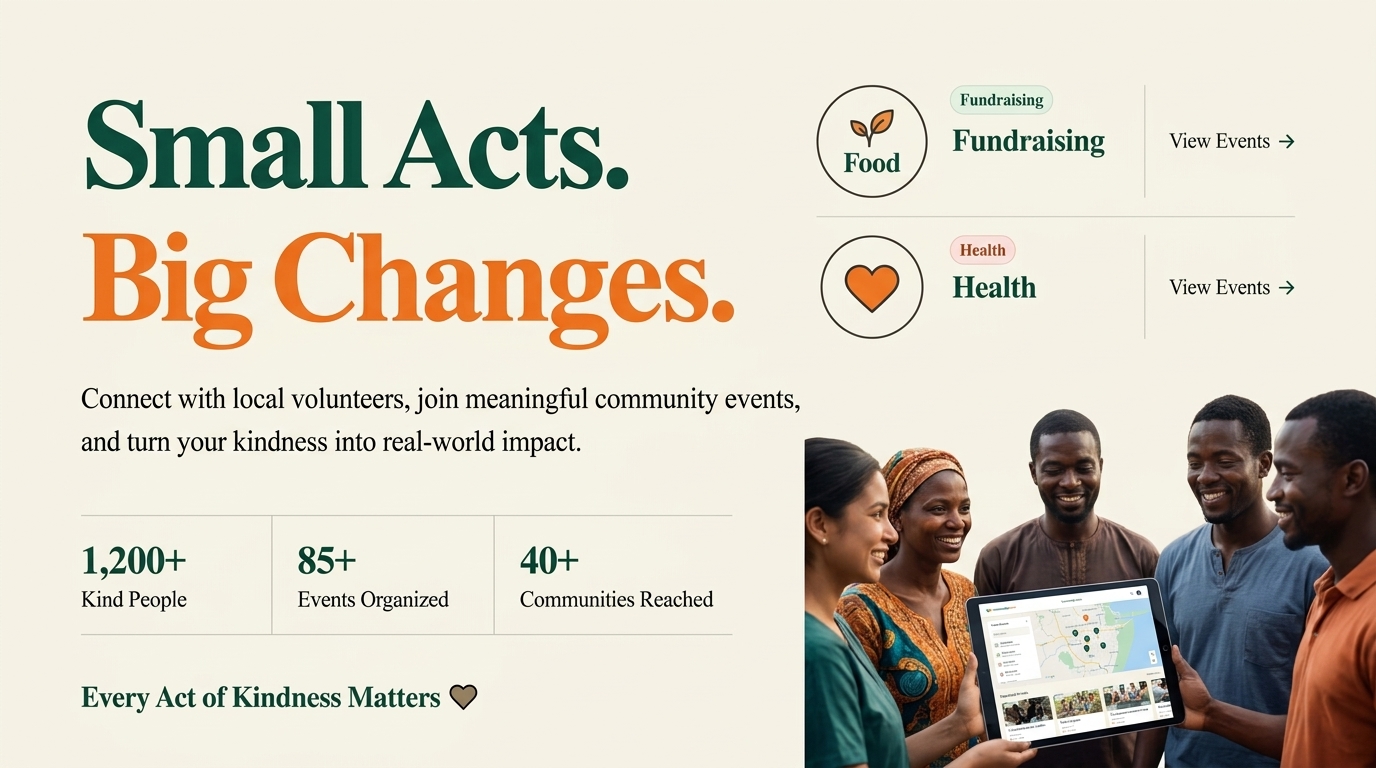 Small Acts.
Big Changes.
Connect with local volunteers, join meaningful community events,
and turn your kindness into real-world impact.
1,200+
Kind People
85+
Events Organized
40+
Communities Reached
Every Act of Kindness Matters
Food
Fundraising
Fundraising
View Events →
Health
Health
View Events →